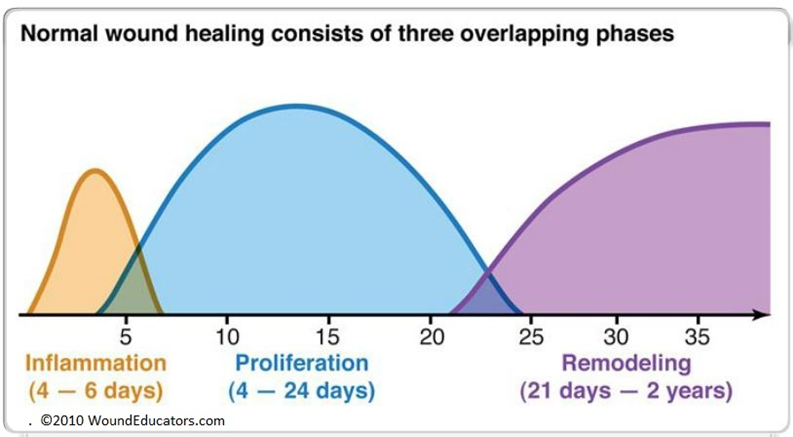 Normal wound healing consists of three overlapping phases
5 10 15 20 25 30 35
Inflammation Proliferation Remodeling
(4 — 6 days) (4 — 24 days) (21 days — 2 years)
. ©2010 WoundEducators.com